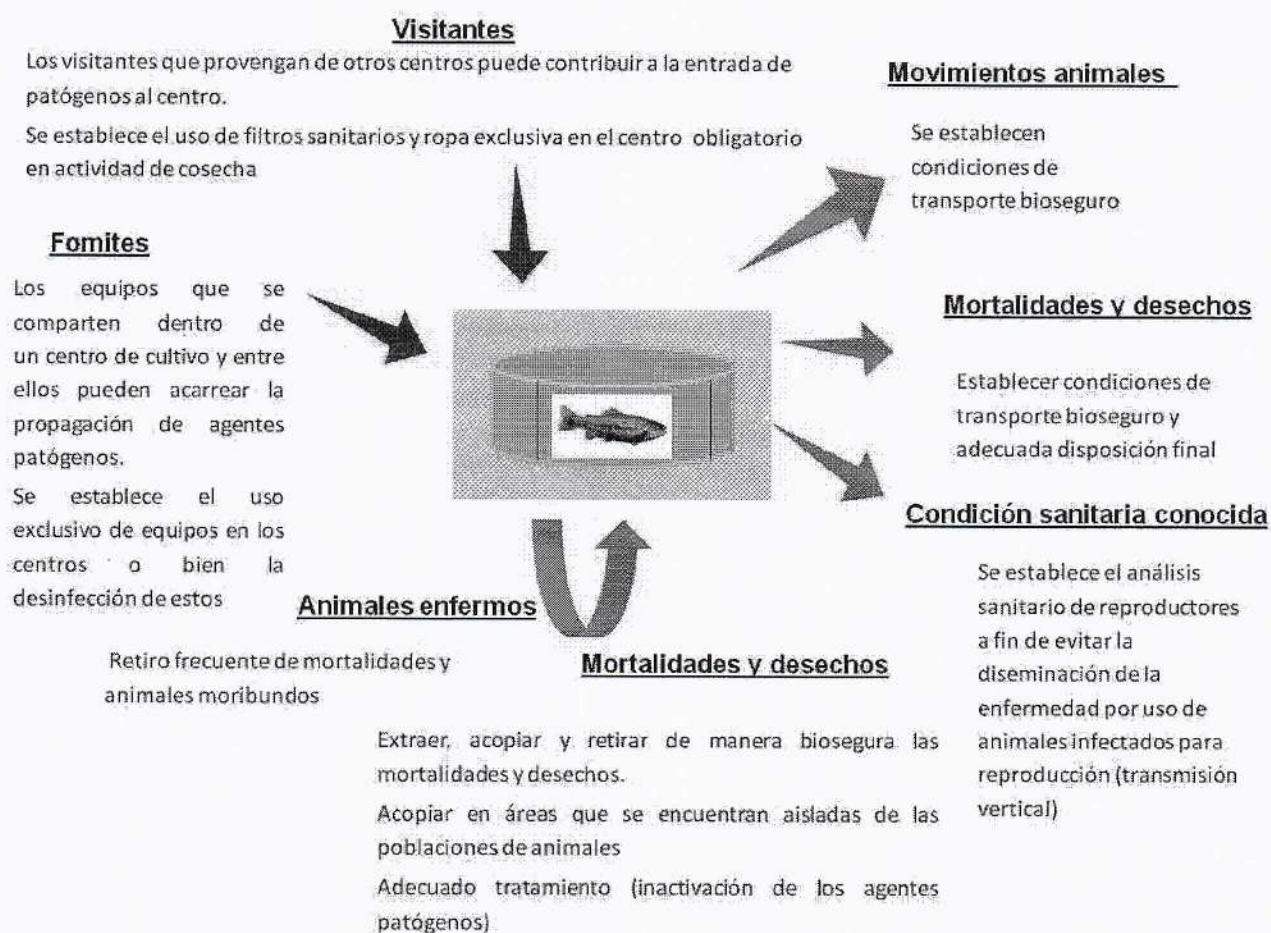 Visitantes
Los visitantes que provengan de otros centros puede contribuir a la entrada de
patógenos al centro.
Se establece el uso de filtros sanitarios y ropa exclusiva en el centro obligatorio
en actividad de cosecha
Movimientos animales
Se establecen
condiciones de
transporte bioseguro
Fomites
Los equipos que se
comparten dentro de
un centro de cultivo y entre
ellos pueden acarrear la
propagación de agentes
patógenos.
Se establece el uso
exclusivo de equipos en los
centros o bien la
desinfección de estos
Mortalidades y desechos
Establecer condiciones de
transporte bioseguro y
adecuada disposición final
Condición sanitaria conocida
Se establece el análisis
sanitario de reproductores
a fin de evitar la
diseminación de la
enfermedad por uso de
animales infectados para
reproducción (transmisión
vertical)
Animales enfermos
Retiro frecuente de mortalidades y
animales moribundos
Mortalidades y desechos
Extraer, acopiar y retirar de manera biosegura las
mortalidades y desechos.
Acopiar en áreas que se encuentran aisladas de las
poblaciones de animales
Adecuado tratamiento (inactivación de los agentes
patógenos)